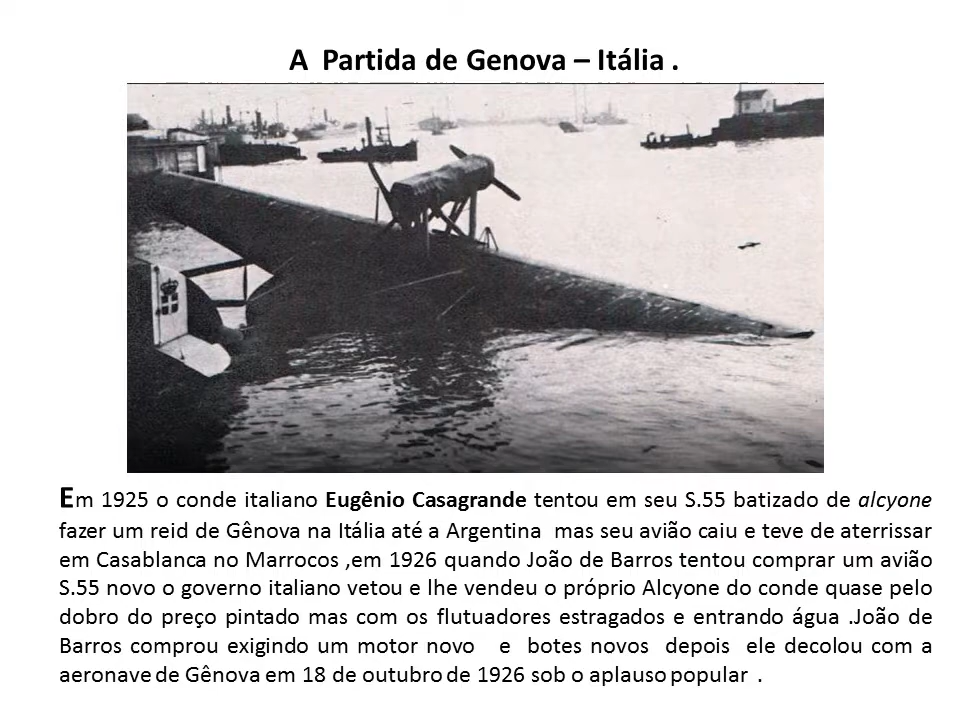 A Partida de Genova – Itália .
Em 1925 o conde italiano Eugênio Casagrande tentou em seu S.55 batizado de alcyone
fazer um reid de Gênova na Itália até a Argentina mas seu avião caiu e teve de aterrissar
em Casablanca no Marrocos ,em 1926 quando João de Barros tentou comprar um avião
S.55 novo o governo italiano vetou e lhe vendeu o próprio Alcyone do conde quase pelo
dobro do preço pintado mas com os flutuadores estragados e entrando água .João de
Barros comprou exigindo um motor novo e botes novos depois ele decolou com a
aeronave de Gênova em 18 de outubro de 1926 sob o aplauso popular .